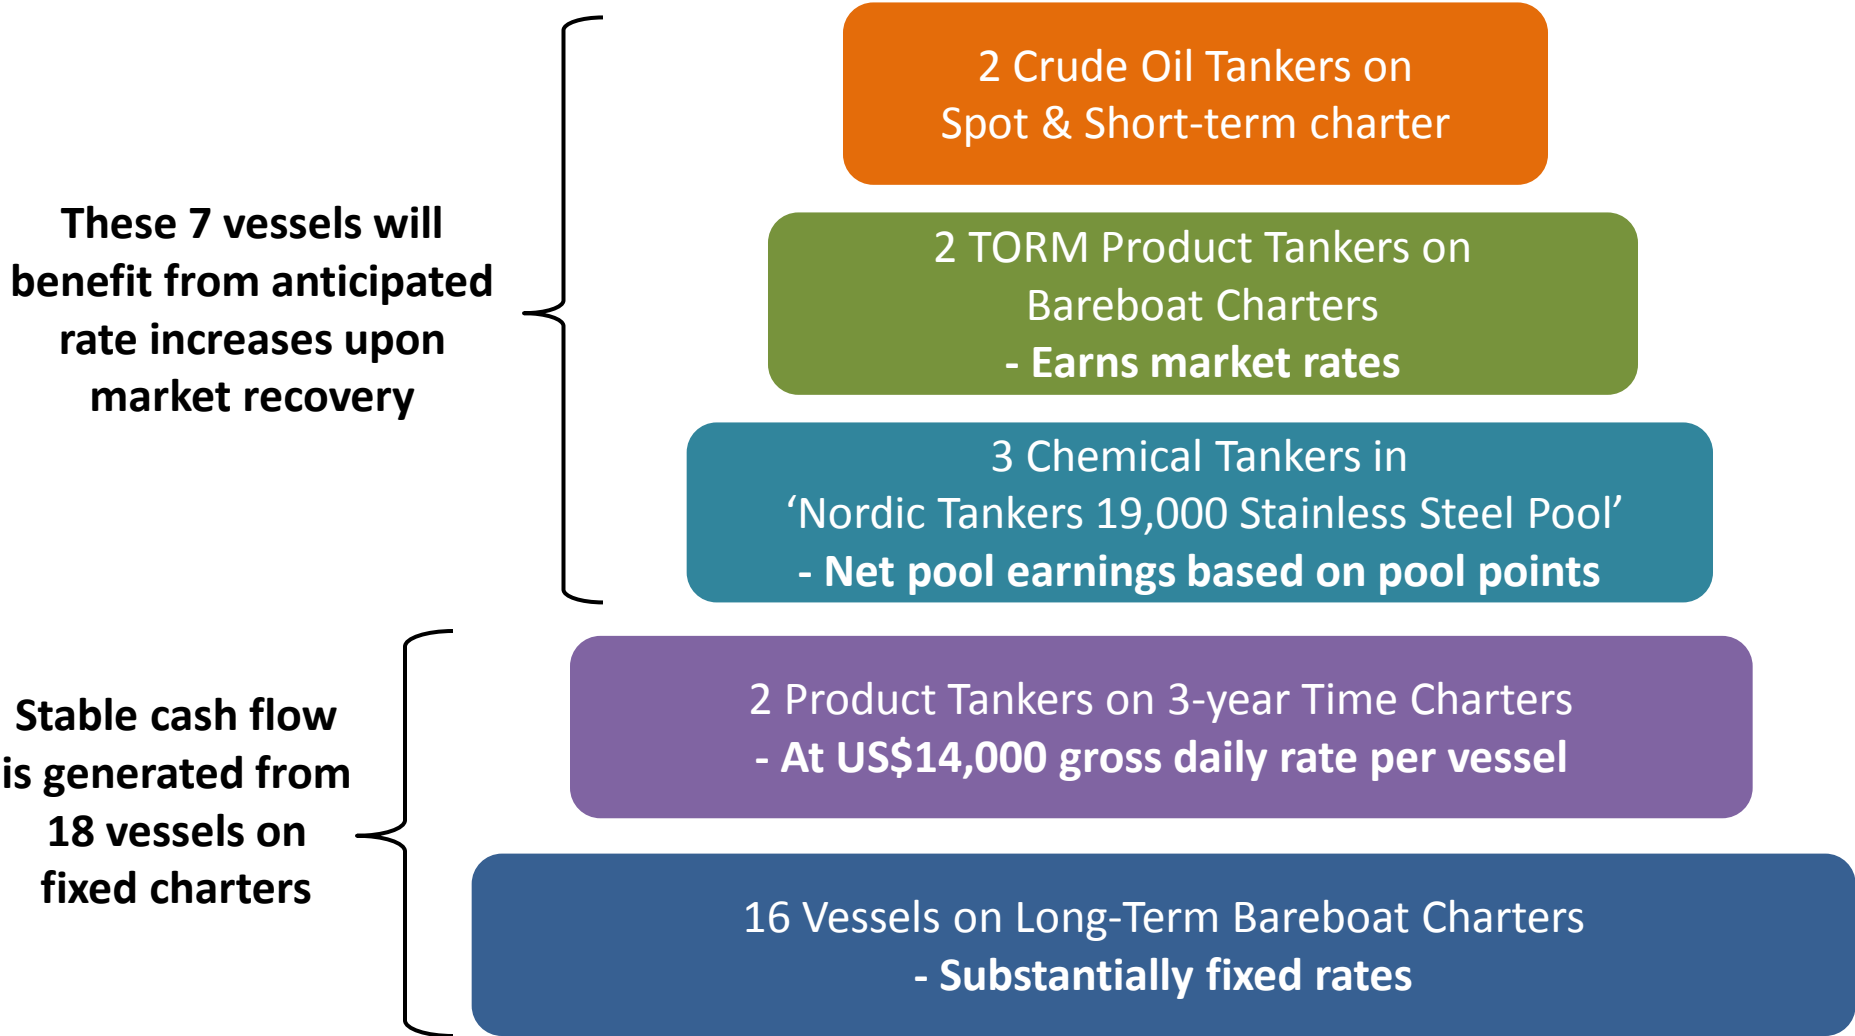 2 Crude Oil Tankers on
Spot & Short-term charter
These 7 vessels will
benefit from anticipated
rate increases upon
market recovery
2 TORM Product Tankers on
Bareboat Charters
- Earns market rates
3 Chemical Tankers in
‘Nordic Tankers 19,000 Stainless Steel Pool’
- Net pool earnings based on pool points
Stable cash flow
is generated from
18 vessels on
fixed charters
2 Product Tankers on 3-year Time Charters
- At US$14,000 gross daily rate per vessel
16 Vessels on Long-Term Bareboat Charters
- Substantially fixed rates